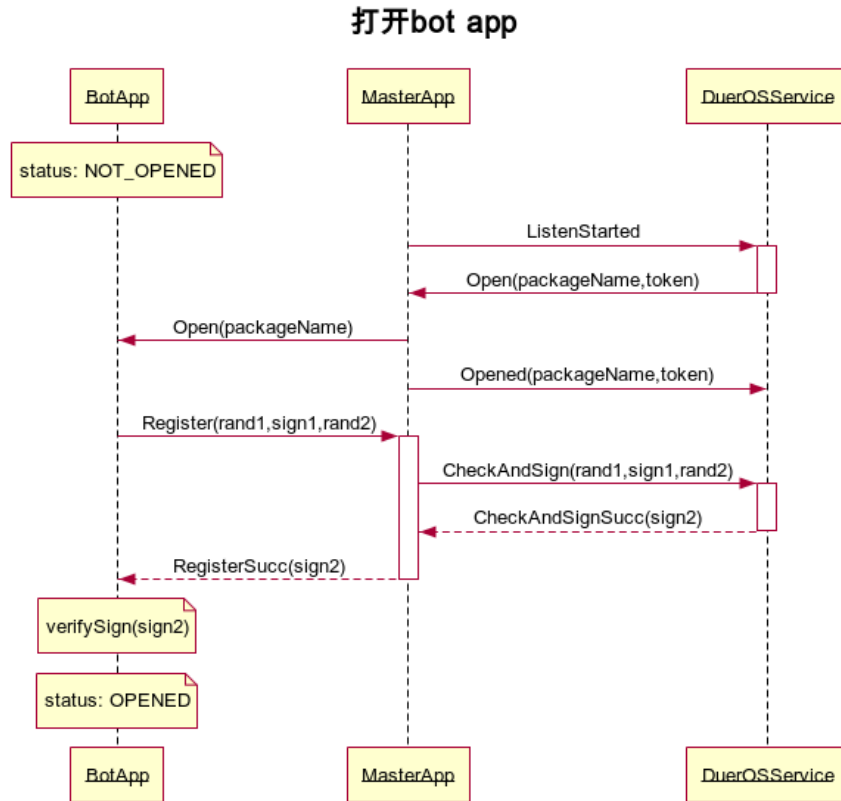 打开bot app
BotApp
MasterApp
DuerOSService
status: NOT_OPENED
ListenStarted
Open(packageName,token)
Open(packageName)
Opened(packageName,token)
Register(rand1,sign1,rand2)
CheckAndSign(rand1,sign1,rand2)
CheckAndSignSucc(sign2)
RegisterSucc(sign2)
verifySign(sign2)
status: OPENED
BotApp
MasterApp
DuerOSService